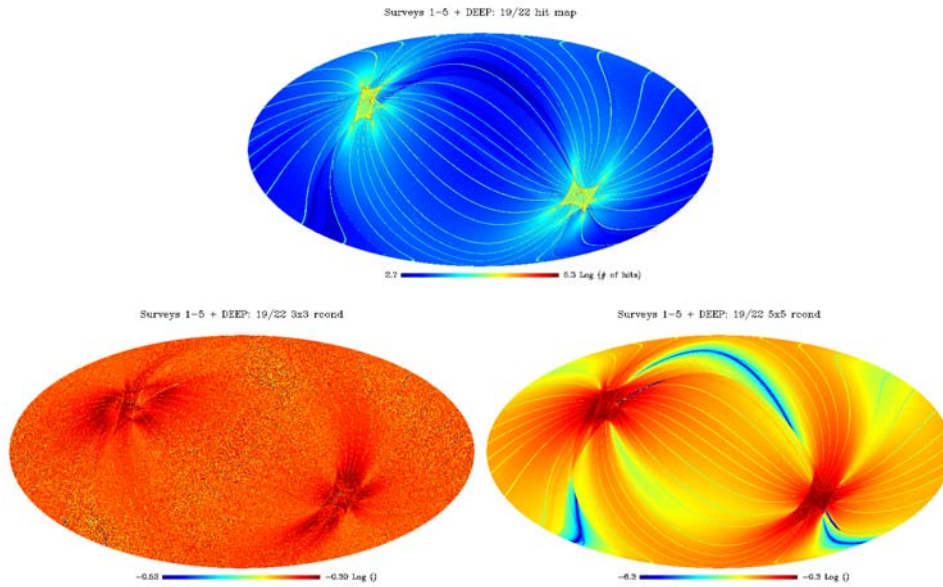 Surveys 1-5 + DEEP: 19/22 hit map
2.7 5.3 Log (# of hits)
Surveys 1-5 + DEEP: 19/22 3x3 rcond
Surveys 1-5 + DEEP: 19/22 5x5 rcond
-0.53 -0.30 Log ()
-6.3 -0.3 Log ()